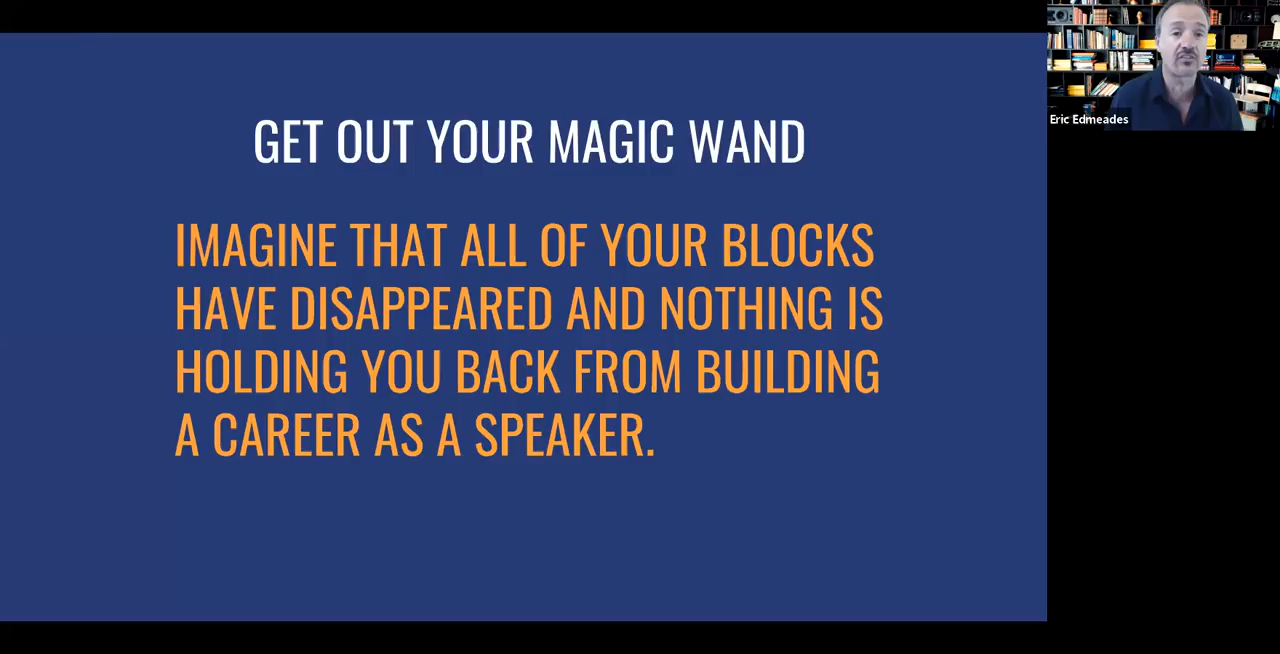 GET OUT YOUR MAGIC WAND
IMAGINE THAT ALL OF YOUR BLOCKS
HAVE DISAPPEARED AND NOTHING IS
HOLDING YOU BACK FROM BUILDING
A CAREER AS A SPEAKER.
Eric Edmeades